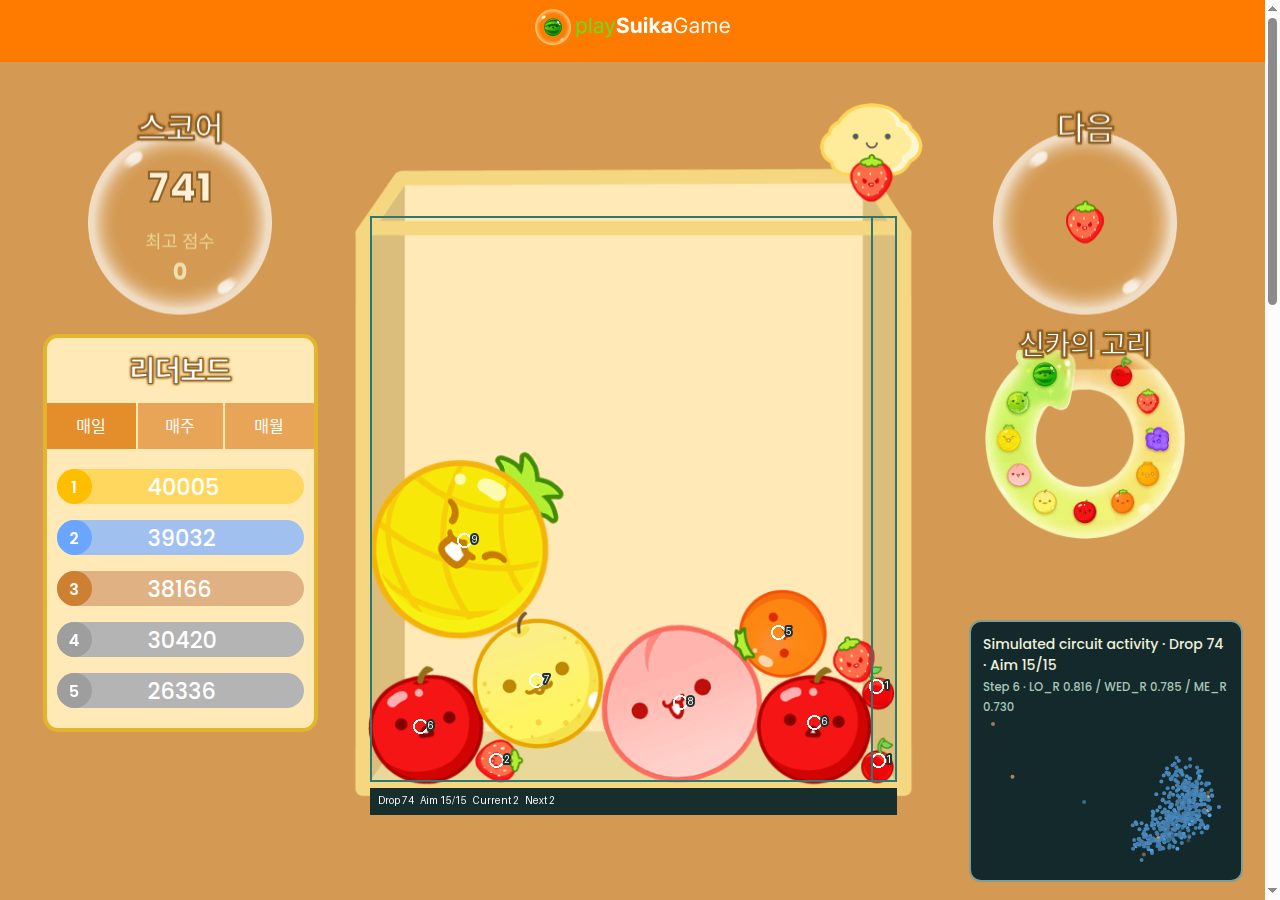 playSuikaGame
스코어
741
최고 점수
0
다음
리더보드
매일 매주 매월
1 40005
2 39032
3 38166
4 30420
5 26336
신카의 고리
9
5
7
8
1
6
6
2
1
Drop 74 Aim 15/15 Current 2 Next 2
Simulated circuit activity · Drop 74
· Aim 15/15
Step 6 · LO_R 0.816 / WED_R 0.785 / ME_R
0.730